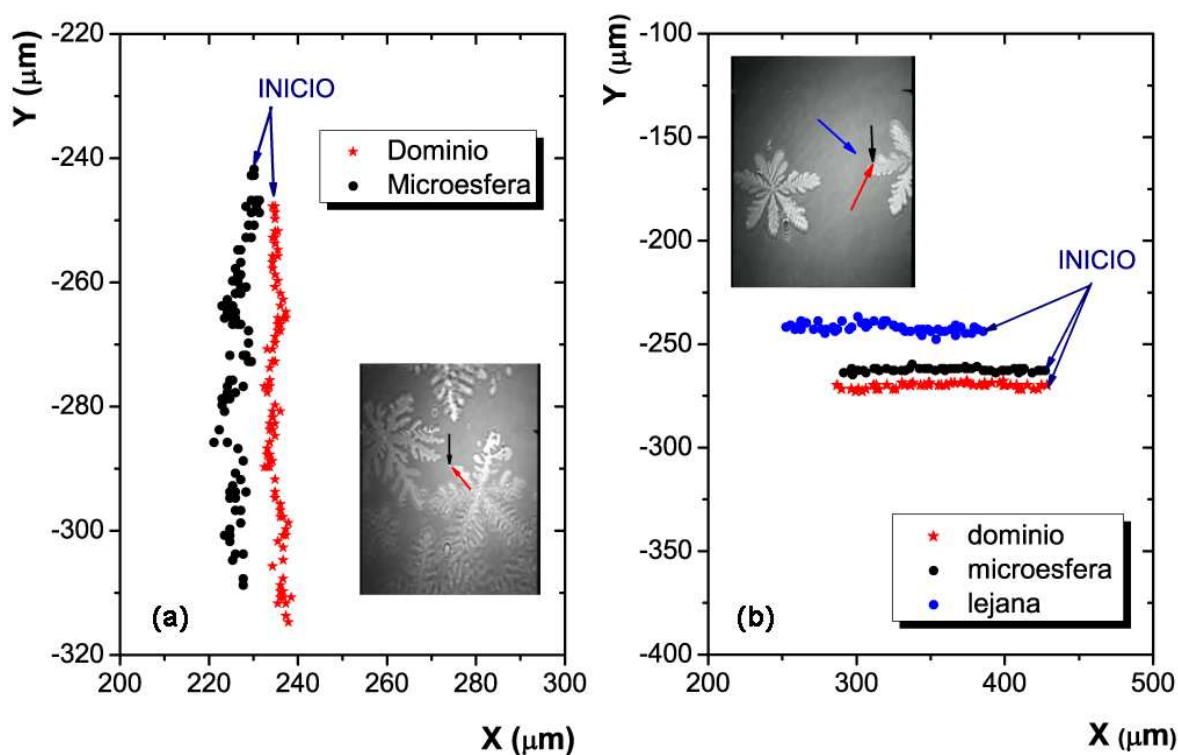 -220
-240
-260
-280
-300
-320
Y (μm)
INICIO
Dominio
Microesfera
(a)
200 220 240 260 280 300
X (μm)
-100
-150
-200
-250
-300
-350
-400
Y (μm)
INICIO
dominio
microesfera
lejana
(b)
200 300 400 500
X (μm)